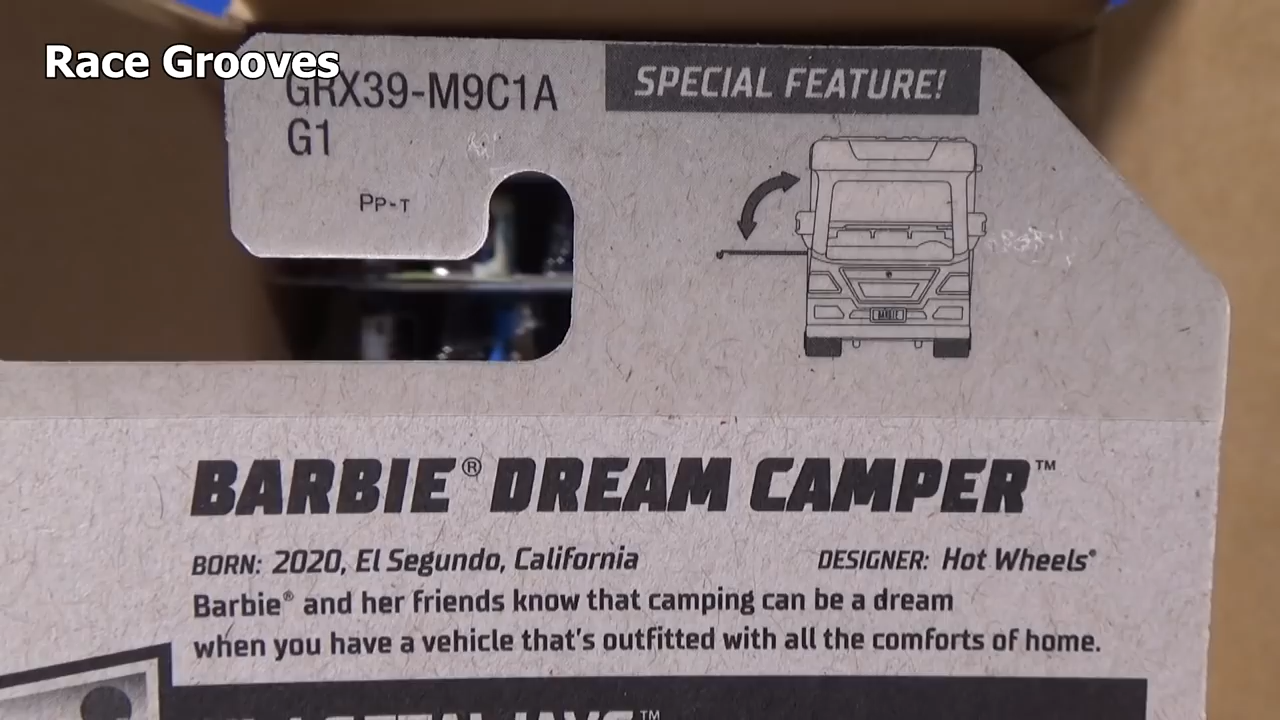 Race Grooves
GRX39-M9C1A
G1
PP-T
SPECIAL FEATURE!
BARBIE
BARBIE® DREAM CAMPER™
BORN: 2020, El Segundo, California
DESIGNER: Hot Wheels®
Barbie® and her friends know that camping can be a dream
when you have a vehicle that's outfitted with all the comforts of home.